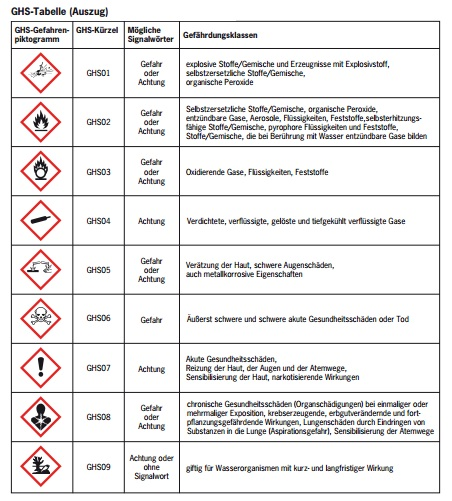 GHS-Tabelle (Auszug)
GHS-Gefahren-
piktogramm
GHS-Kürzel
Mögliche
Signalwörter
Gefährdungsklassen
GHS01
Gefahr
oder
Achtung
explosive Stoffe/Gemische und Erzeugnisse mit Explosivstoff,
selbstzersetzliche Stoffe/Gemische,
organische Peroxide
GHS02
Gefahr
oder
Achtung
Selbstzersetzliche Stoffe/Gemische, organische Peroxide,
entzündbare Gase, Aerosole, Flüssigkeiten, Feststoffe,selbsterhitzungs-
fähige Stoffe/Gemische, pyrophore Flüssigkeiten und Feststoffe,
Stoffe/Gemische, die bei Berührung mit Wasser entzündbare Gase bilden
GHS03
Gefahr
oder
Achtung
Oxidierende Gase, Flüssigkeiten, Feststoffe
GHS04
Achtung
Verdichtete, verflüssigte, gelöste und tiefgekühlt verflüssigte Gase
GHS05
Gefahr
oder
Achtung
Verätzung der Haut, schwere Augenschäden,
auch metallkorrosive Eigenschaften
GHS06
Gefahr
Äußerst schwere und schwere akute Gesundheitsschäden oder Tod
GHS07
Achtung
Akute Gesundheitsschäden,
Reizung der Haut, der Augen und der Atemwege,
Sensibilisierung der Haut, narkotisierende Wirkungen
GHS08
Gefahr
oder
Achtung
chronische Gesundheitsschäden (Organschädigungen) bei einmaliger oder
mehrmaliger Exposition, krebserzeugende, erbgutverändernde und fort-
pflanzungsgefährdende Wirkungen, Lungenschäden durch Eindringen von
Substanzen in die Lunge (Aspirationsgefahr), Sensibilisierung der Atemwege
GHS09
Achtung oder
ohne
Signalwort
giftig für Wasserorganismen mit kurz- und langfristiger Wirkung